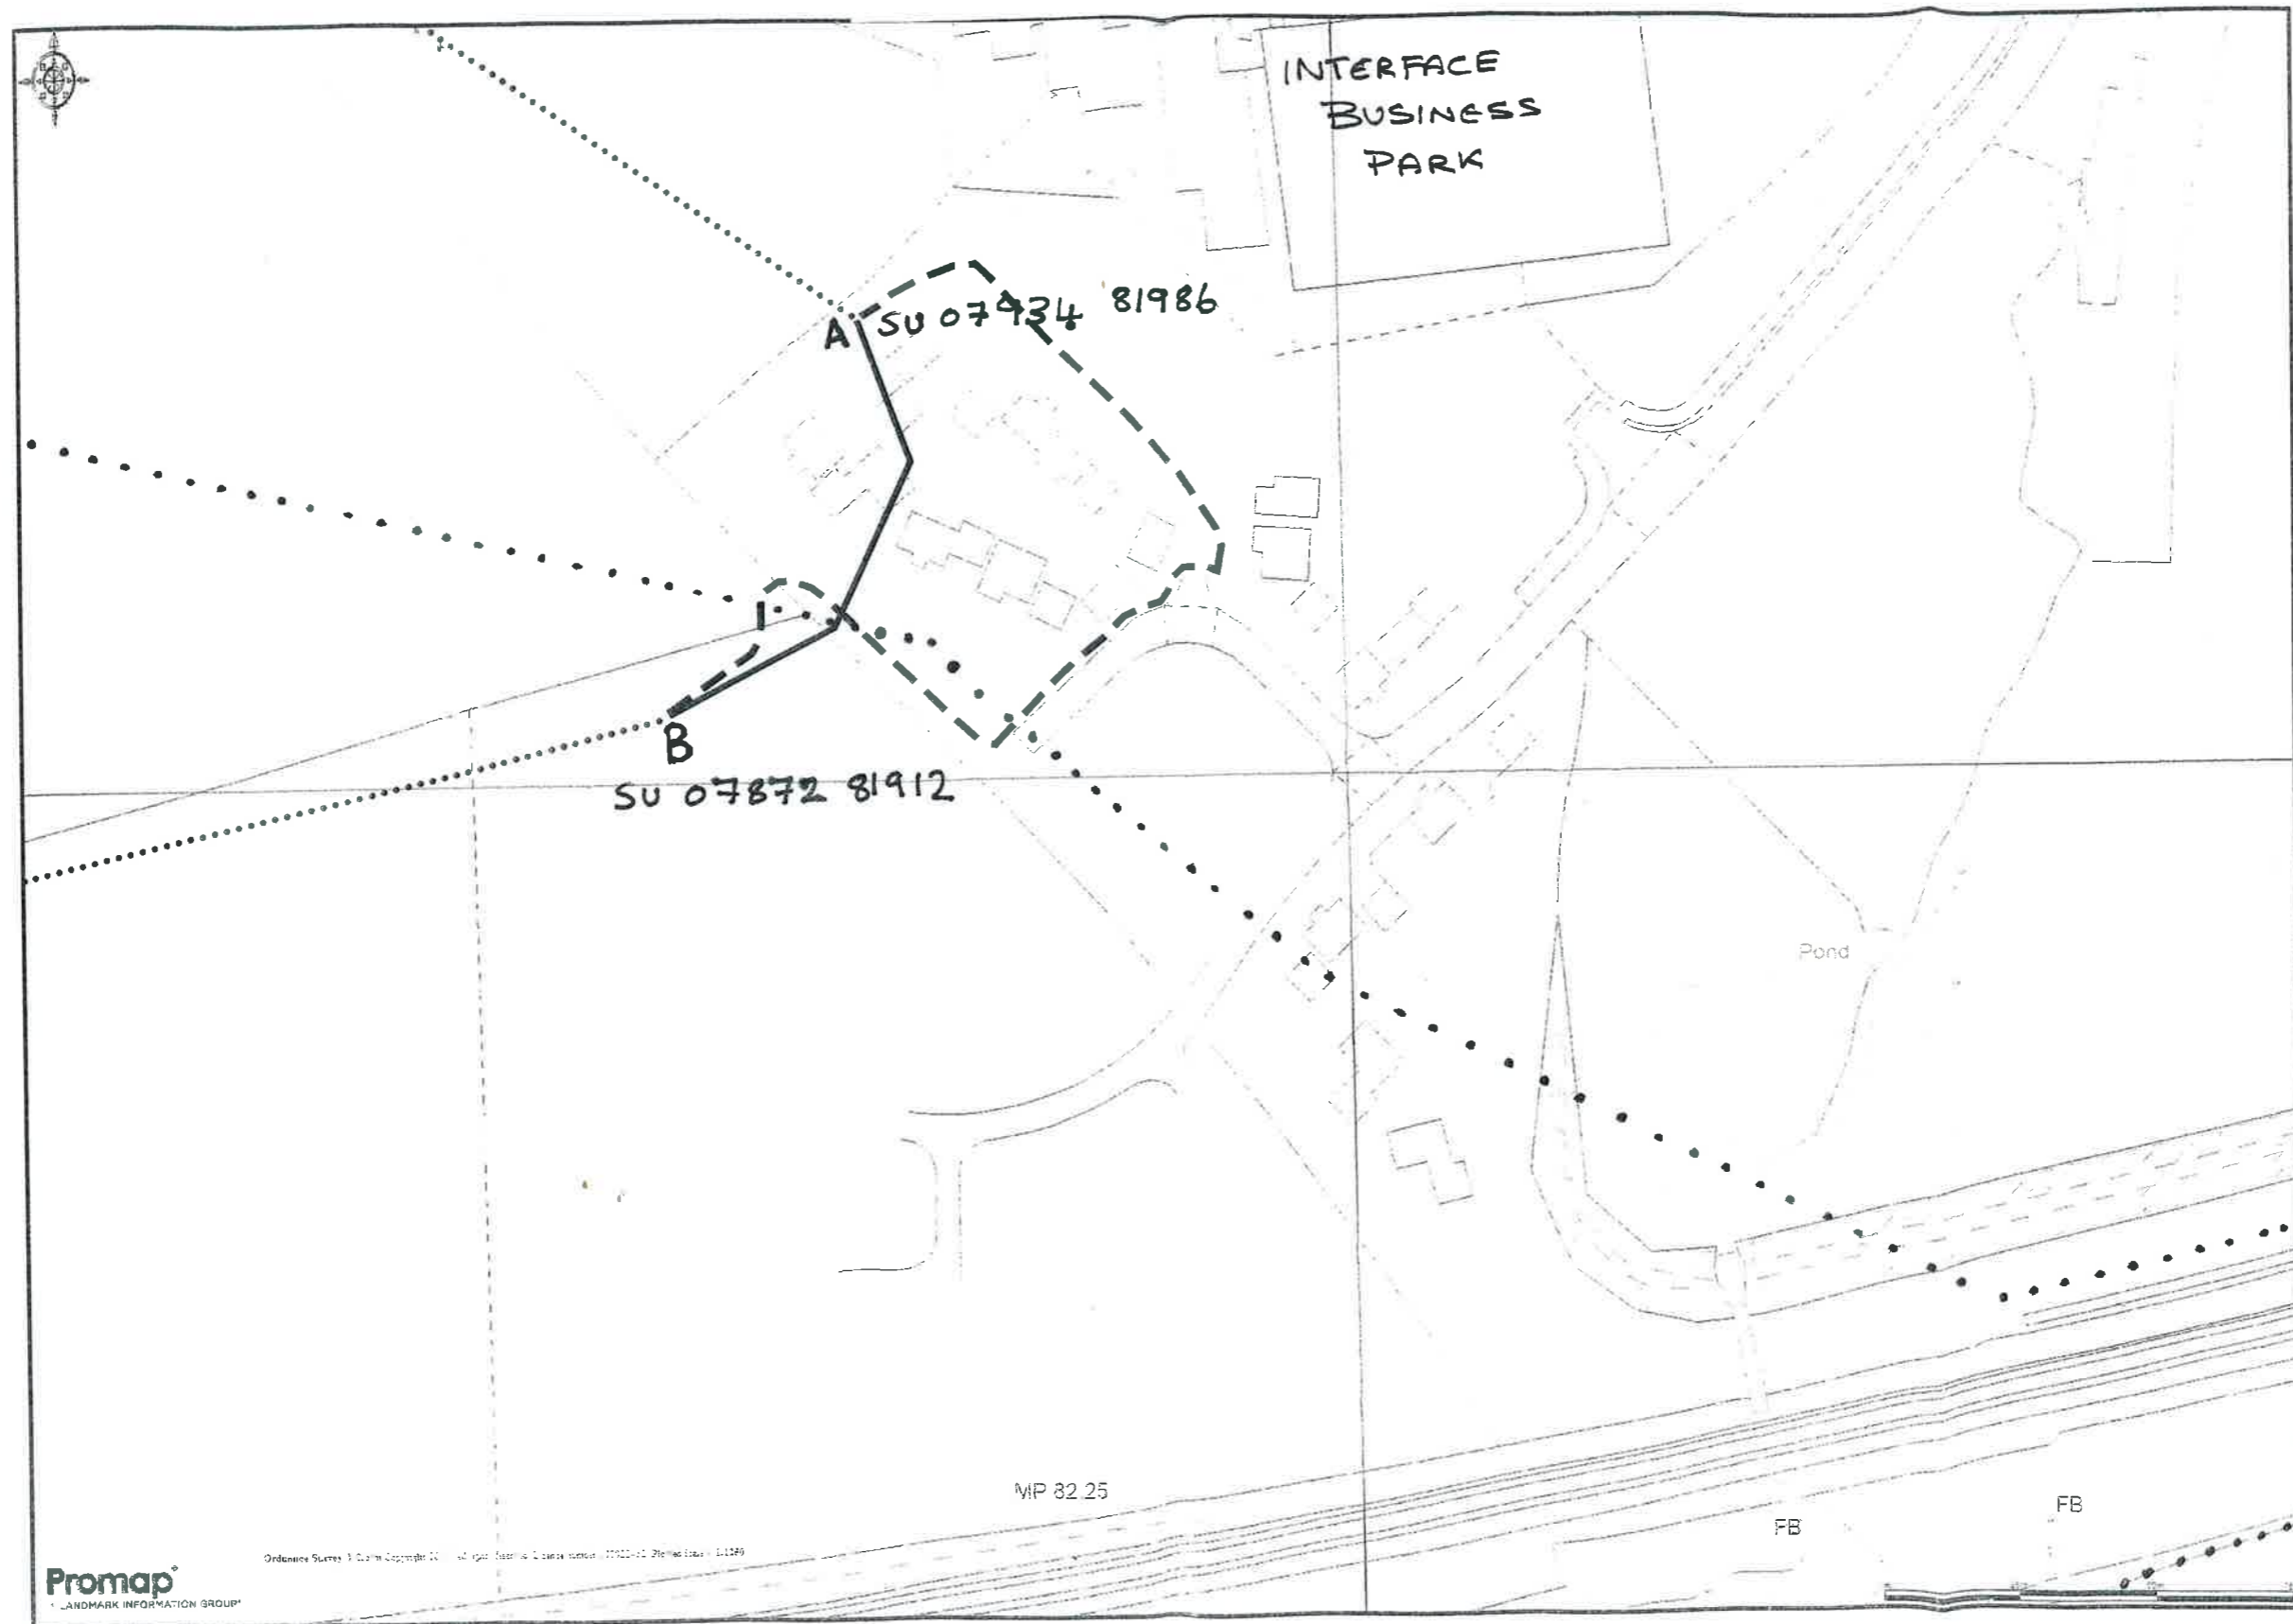 INTERFACE
BUSINESS
PARK
A SU 07934 81986
B
SU 07872 81912
Pond
MP 82.25
FB
FB
Promap
LANDMARK INFORMATION GROUP